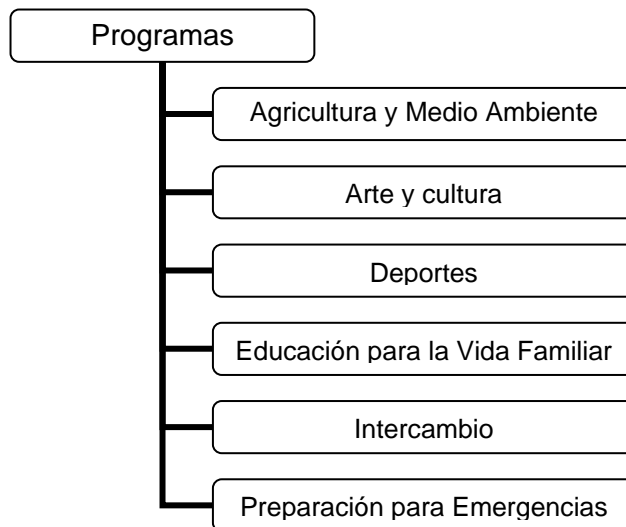 Programas
Agricultura y Medio Ambiente
Arte y cultura
Deportes
Educación para la Vida Familiar
Intercambio
Preparación para Emergencias